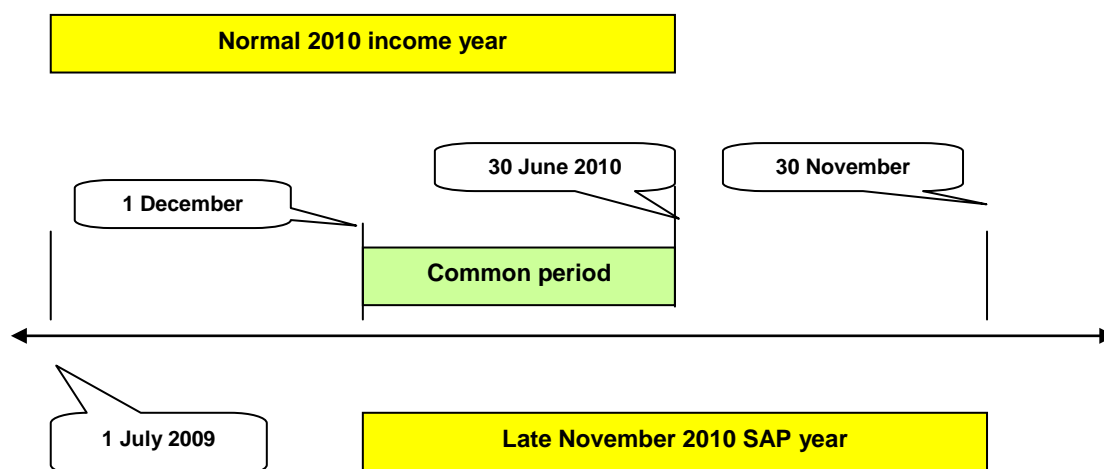 Normal 2010 income year
30 June 2010
30 November
1 December
Common period
1 July 2009
Late November 2010 SAP year